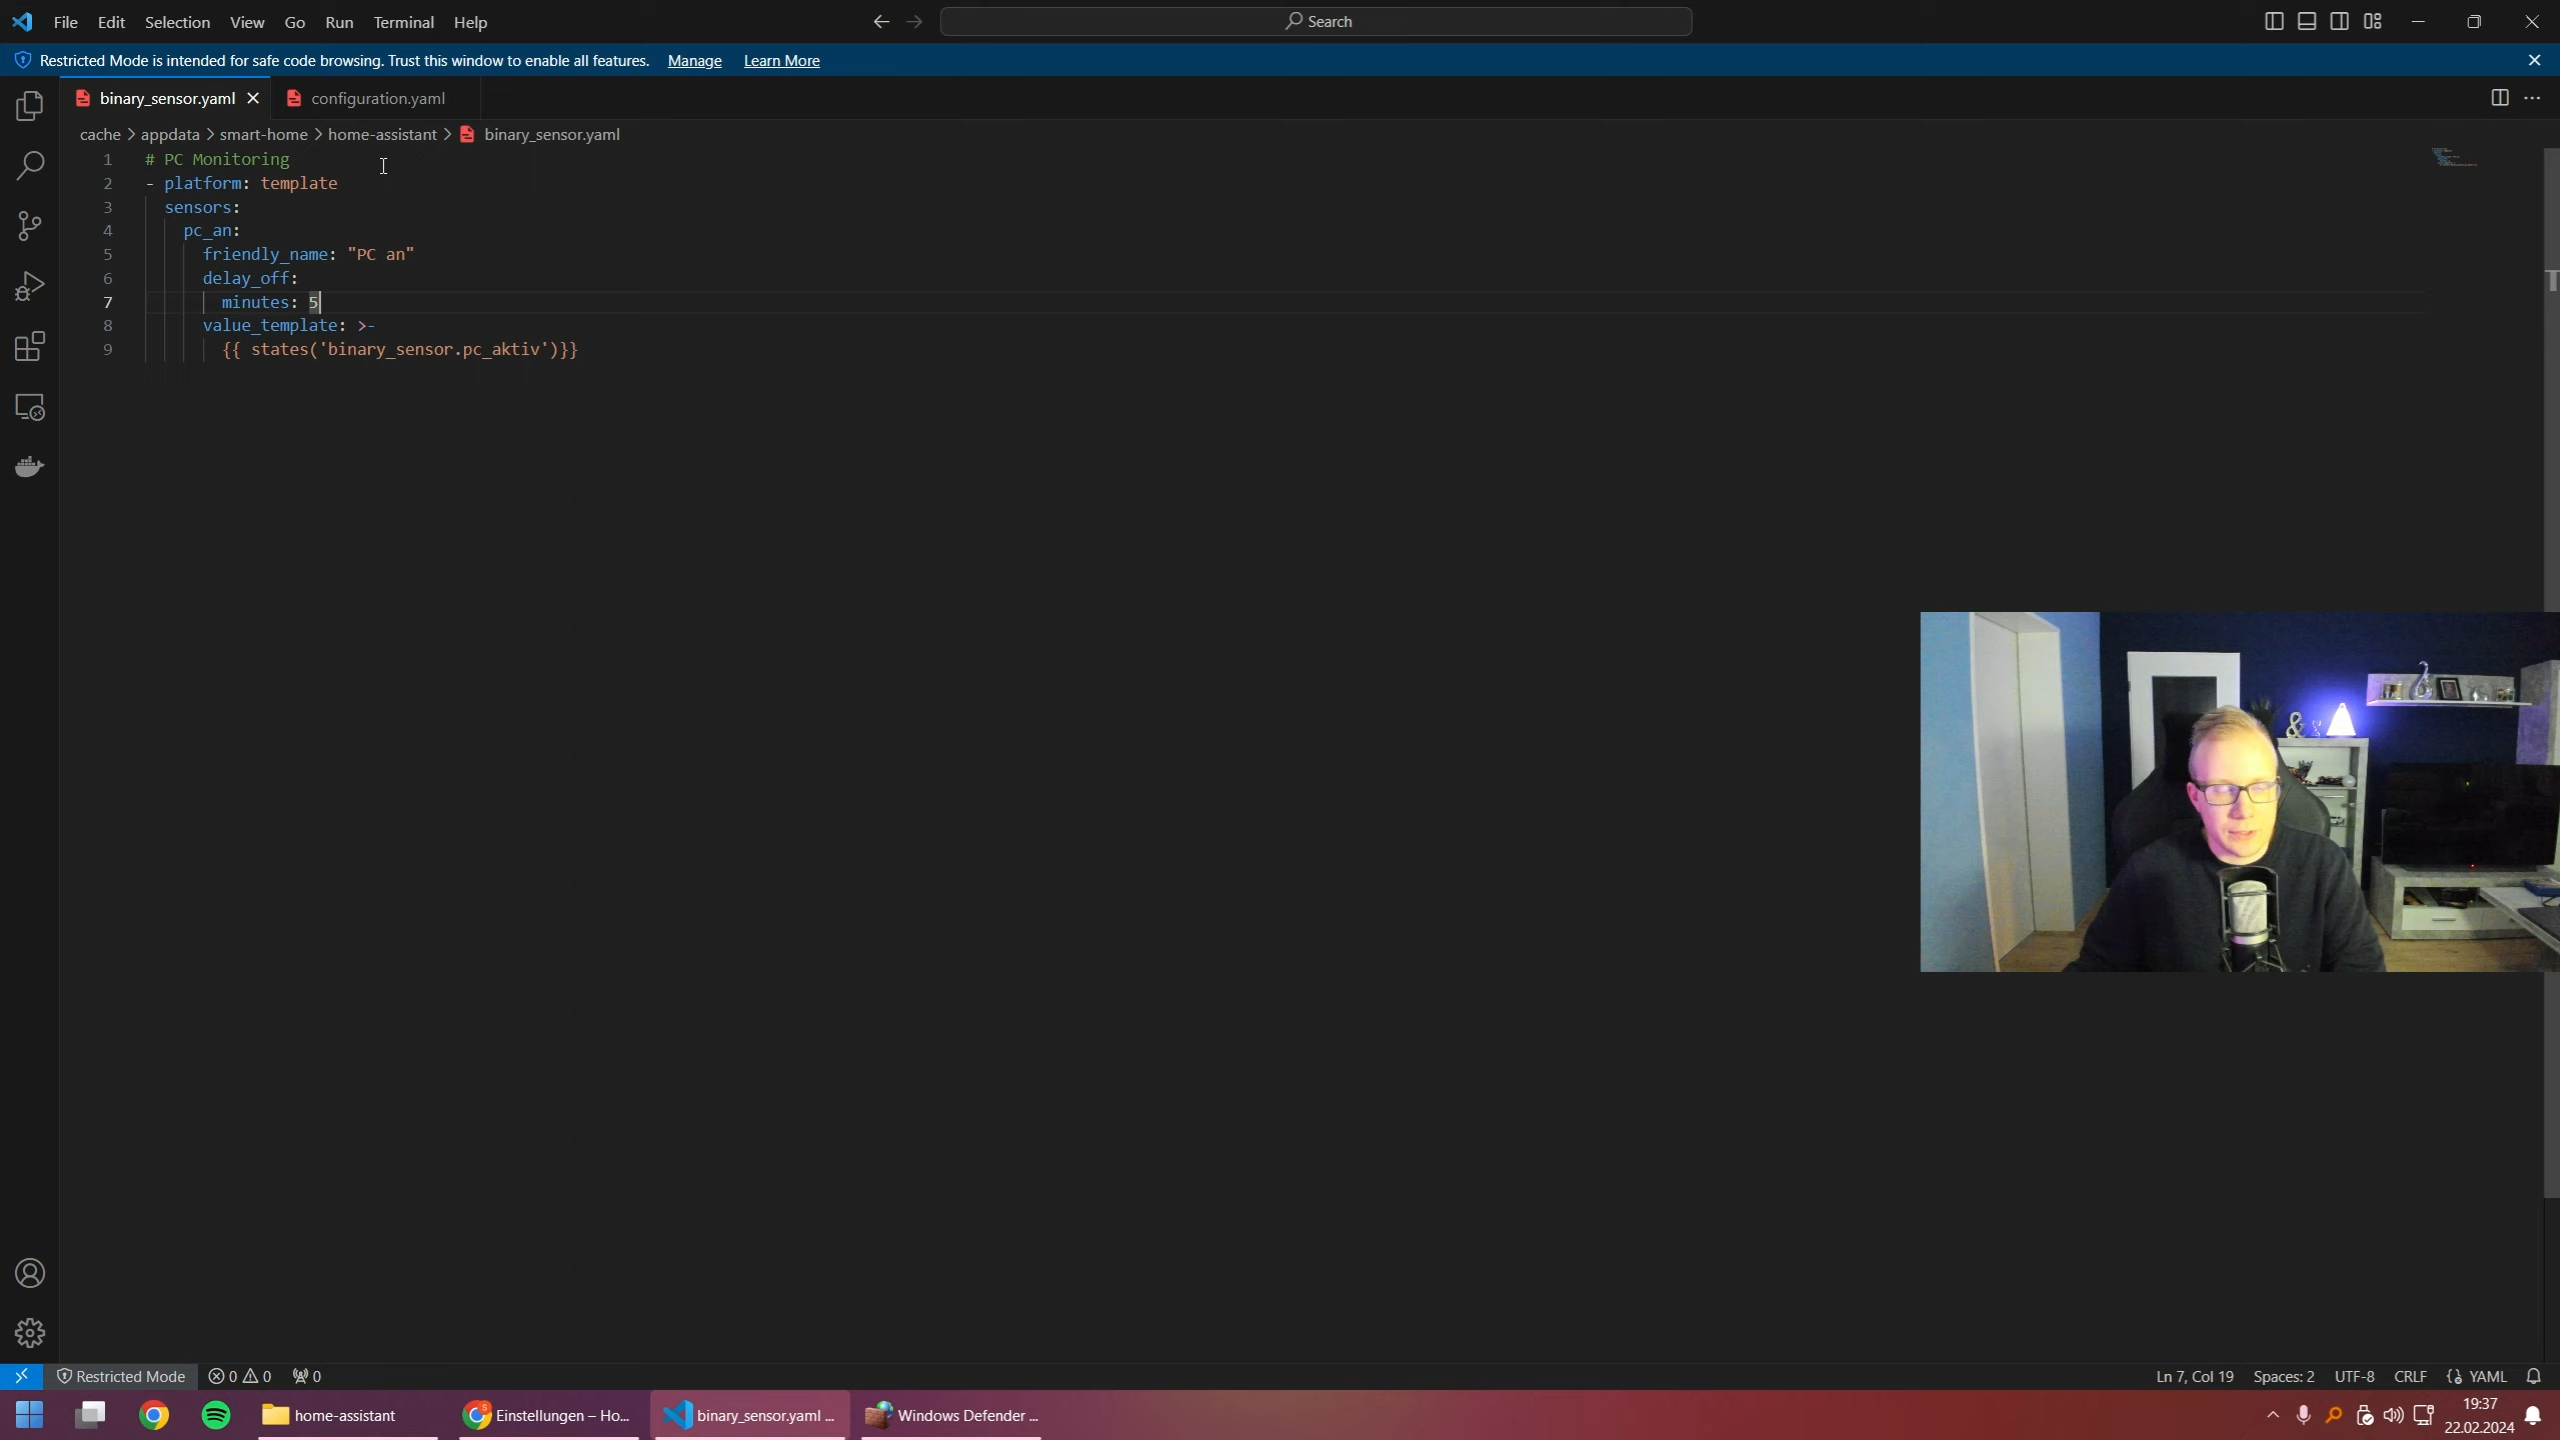 File Edit Selection View Go Run Terminal Help
Search
Restricted Mode is intended for safe code browsing. Trust this window to enable all features. Manage Learn More
binary_sensor.yaml
configuration.yaml
cache > appdata > smart-home > home-assistant > binary_sensor.yaml
1 # PC Monitoring
2 - platform: template
3 sensors:
4 pc_an:
5 friendly_name: "PC an"
6 delay_off:
7 minutes: 5
8 value_template: >-
9 {{ states('binary_sensor.pc_aktiv')}}
&
Restricted Mode 0 0 0
Ln 7, Col 19 Spaces: 2 UTF-8 CRLF YAML
home-assistant
Einstellungen – Ho...
binary_sensor.yaml ...
Windows Defender ...
19:37
22.02.2024